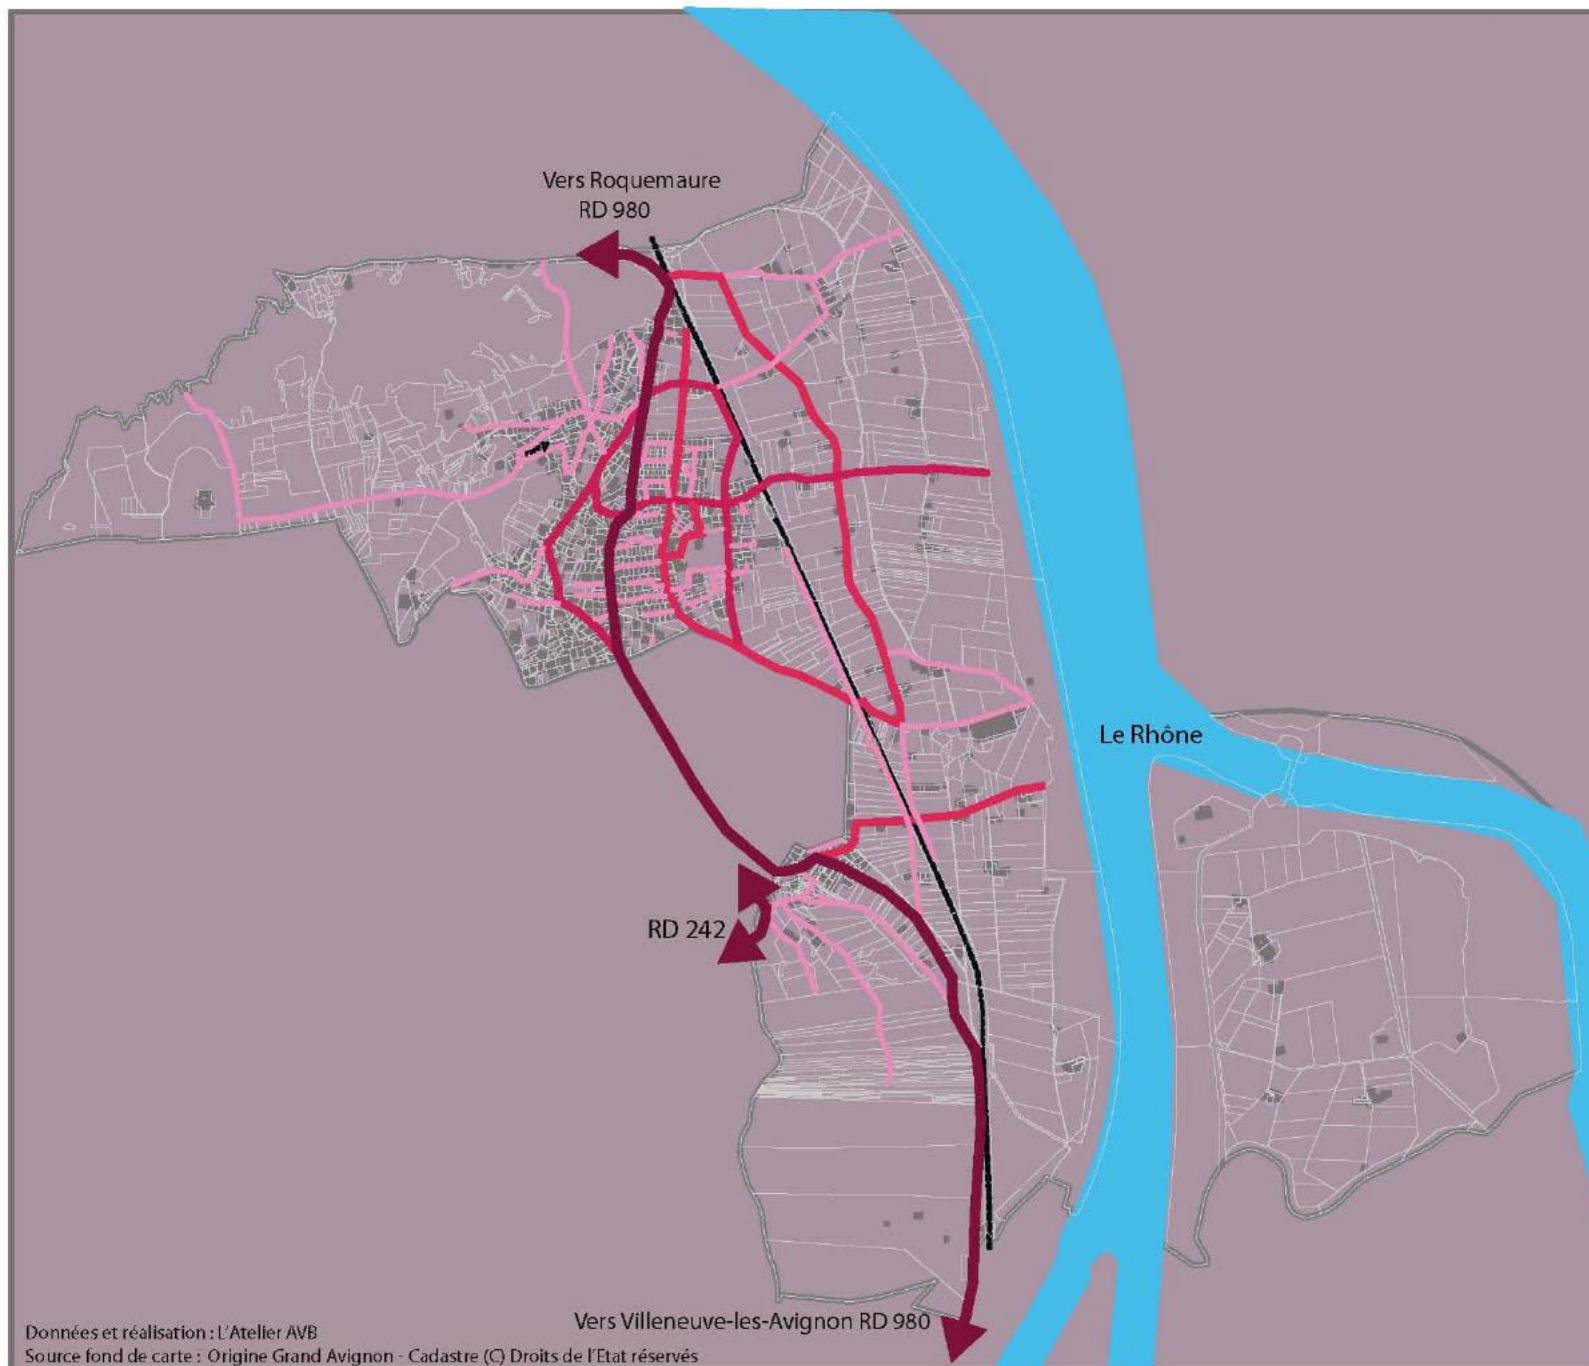 Vers Roquemaure
RD 980
Le Rhône
RD 242
Vers Villeneuve-les-Avignon RD 980
Données et réalisation : L'Atelier AVB
Source fond de carte : Origine Grand Avignon - Cadastre (C) Droits de l'Etat réservés